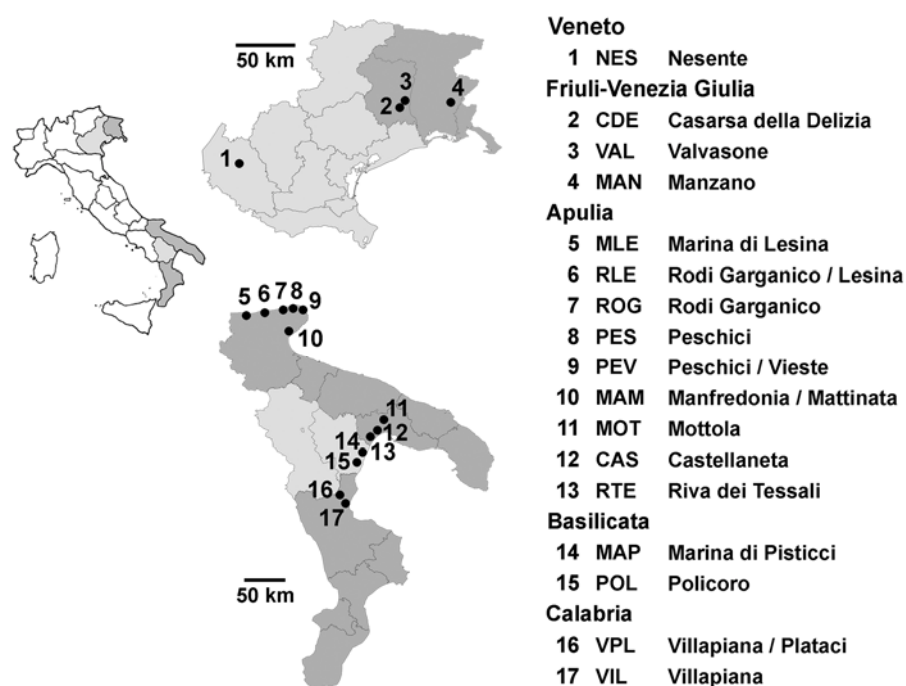 50 km
1
2
3
4
5 6 7 8 9
10
11
12
13
14
15
16
17
50 km
Veneto
1 NES Nesente
Friuli-Venezia Giulia
2 CDE Casarsa della Delizia
3 VAL Valvasone
4 MAN Manzano
Apulia
5 MLE Marina di Lesina
6 RLE Rodi Garganico / Lesina
7 ROG Rodi Garganico
8 PES Peschici
9 PEV Peschici / Vieste
10 MAM Manfredonia / Mattinata
11 MOT Mottola
12 CAS Castellaneta
13 RTE Riva dei Tessali
Basilicata
14 MAP Marina di Pisticci
15 POL Policoro
Calabria
16 VPL Villapiana / Plataci
17 VIL Villapiana